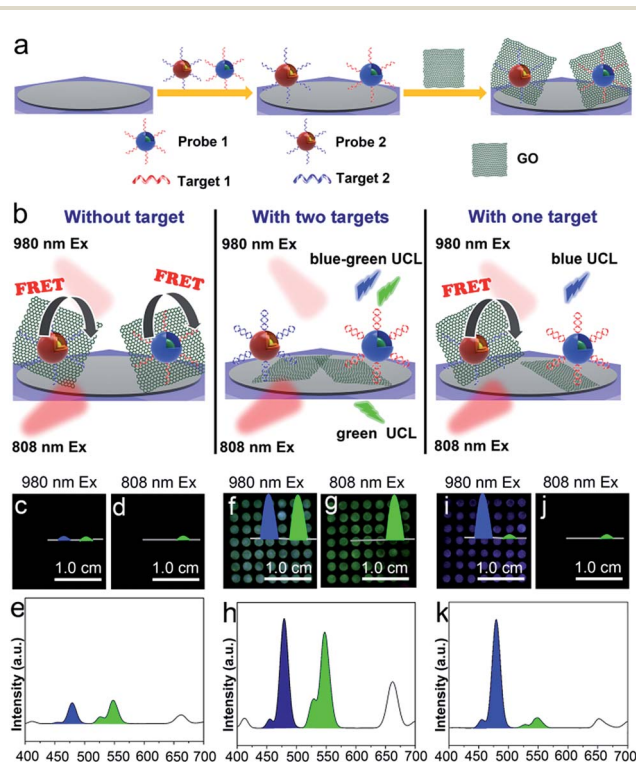 a
Probe 1
Probe 2
Target 1
Target 2
GO
b
Without target
With two targets
With one target
980 nm Ex
980 nm Ex
980 nm Ex
blue-green UCL
blue UCL
FRET
FRET
FRET
808 nm Ex
808 nm Ex
green UCL
808 nm Ex
980 nm Ex
808 nm Ex
980 nm Ex
808 nm Ex
980 nm Ex
808 nm Ex
c
d
f
g
i
j
1.0 cm
1.0 cm
1.0 cm
1.0 cm
1.0 cm
1.0 cm
e
h
k
Intensity (a.u.)
Intensity (a.u.)
Intensity (a.u.)
400 450 500 550 600 650 700
400 450 500 550 600 650 700
400 450 500 550 600 650 700